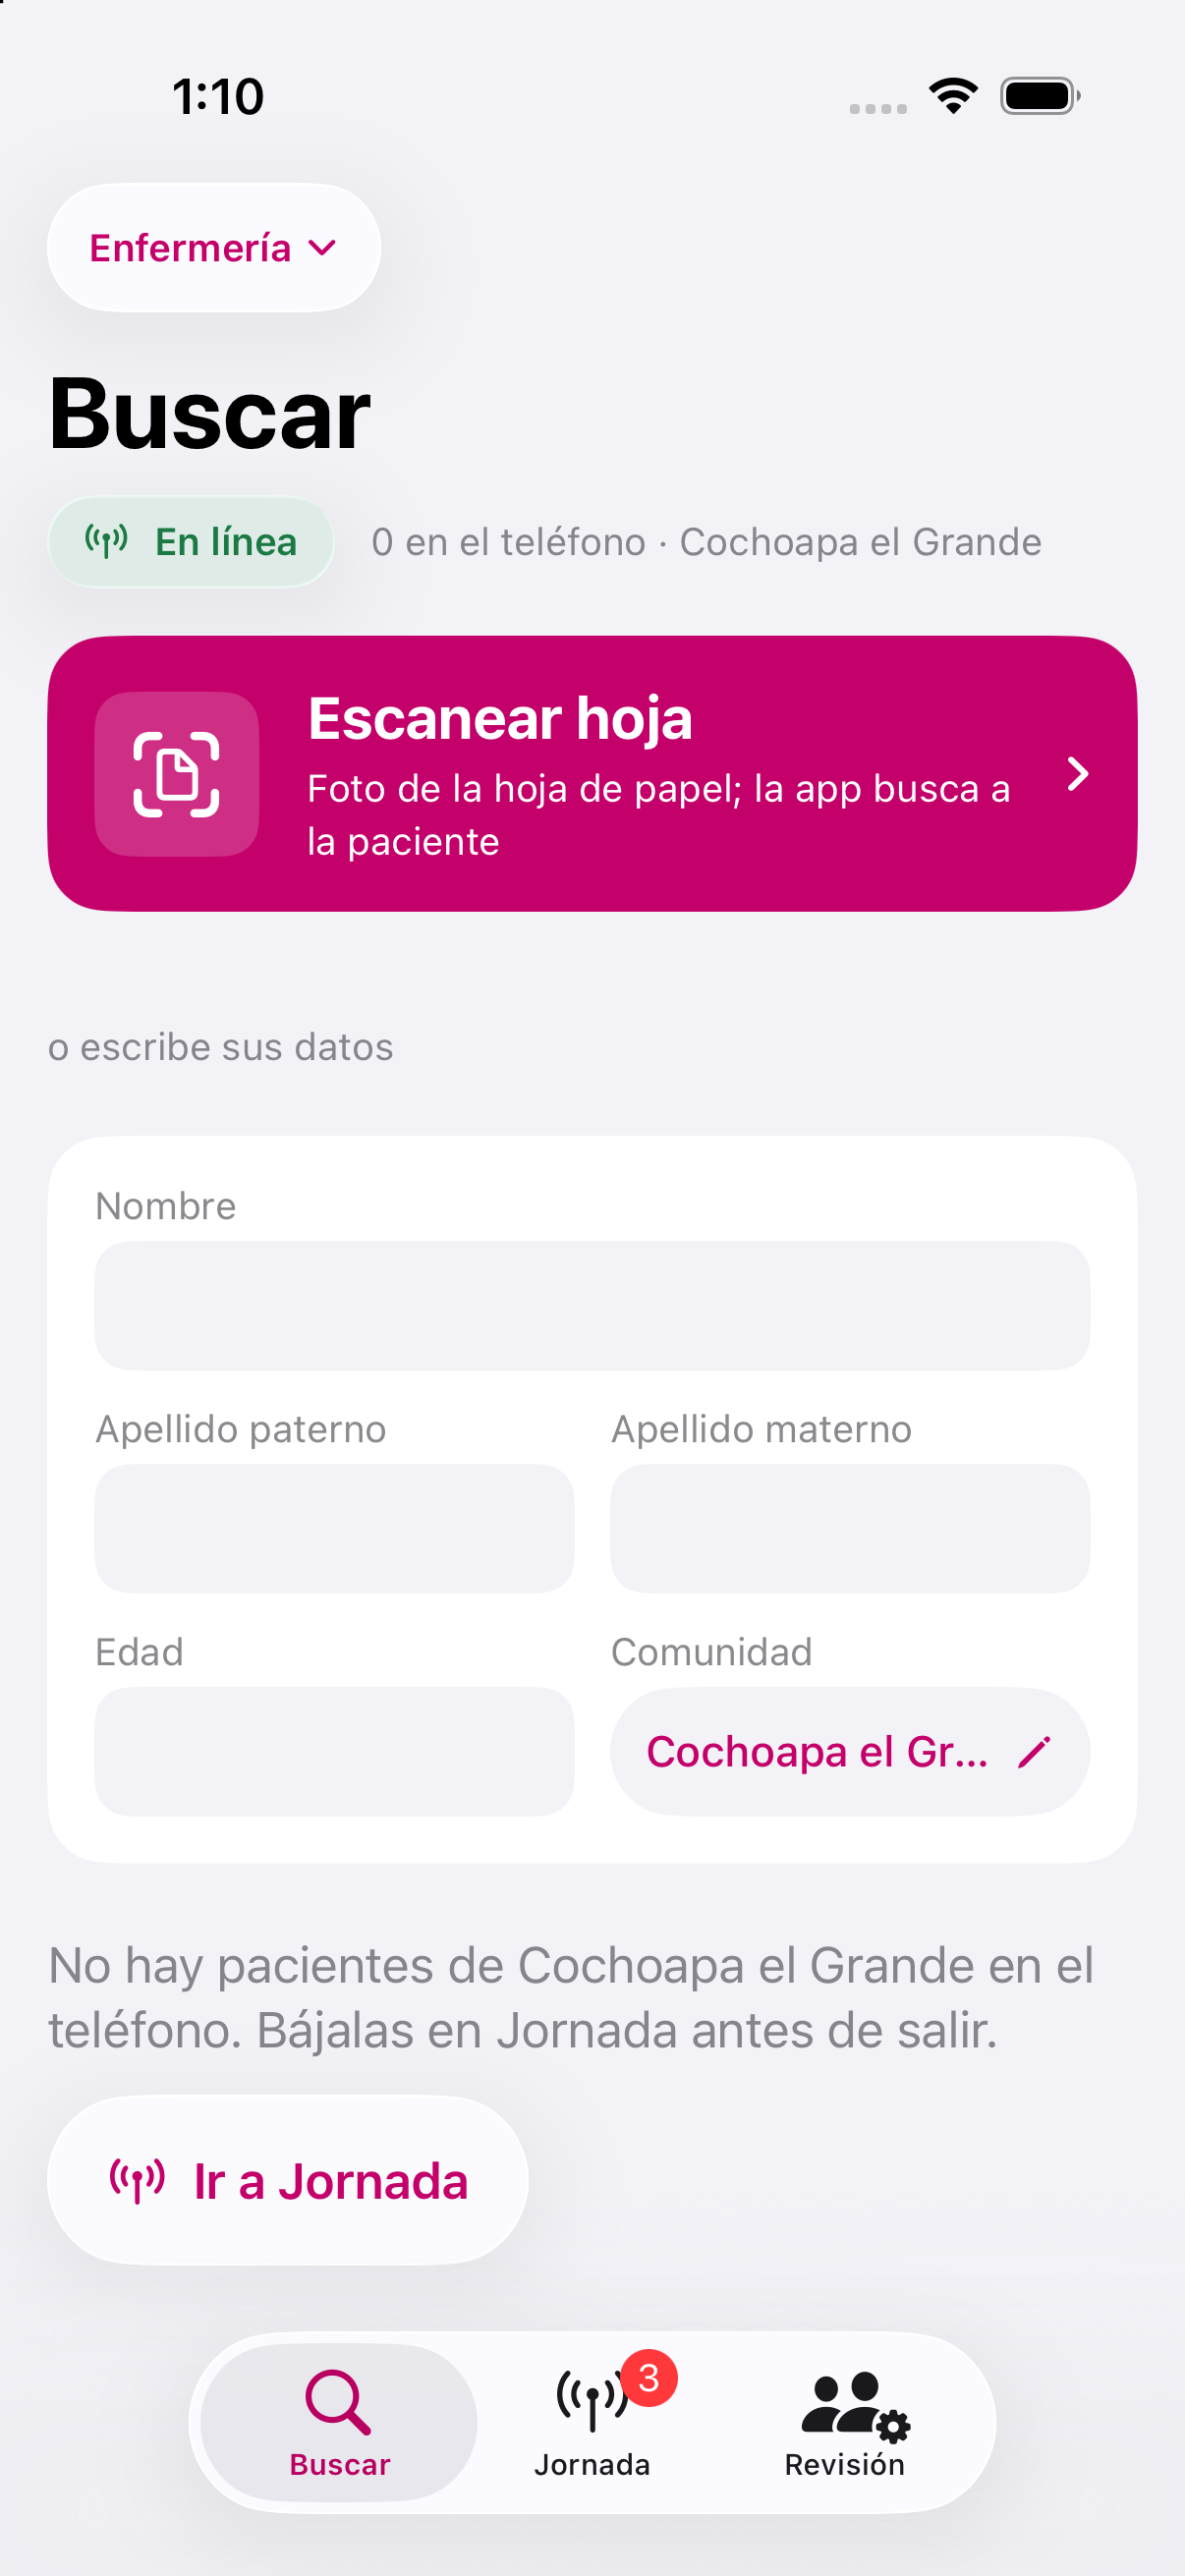 1:10
Enfermería
Buscar
En línea
0 en el teléfono · Cochoapa el Grande
Escanear hoja
Foto de la hoja de papel; la app busca a
la paciente
o escribe sus datos
Nombre
Apellido paterno
Apellido materno
Edad
Comunidad
Cochoapa el Gr...
No hay pacientes de Cochoapa el Grande en el
teléfono. Bájalas en Jornada antes de salir.
Ir a Jornada
3
Buscar
Jornada
Revisión